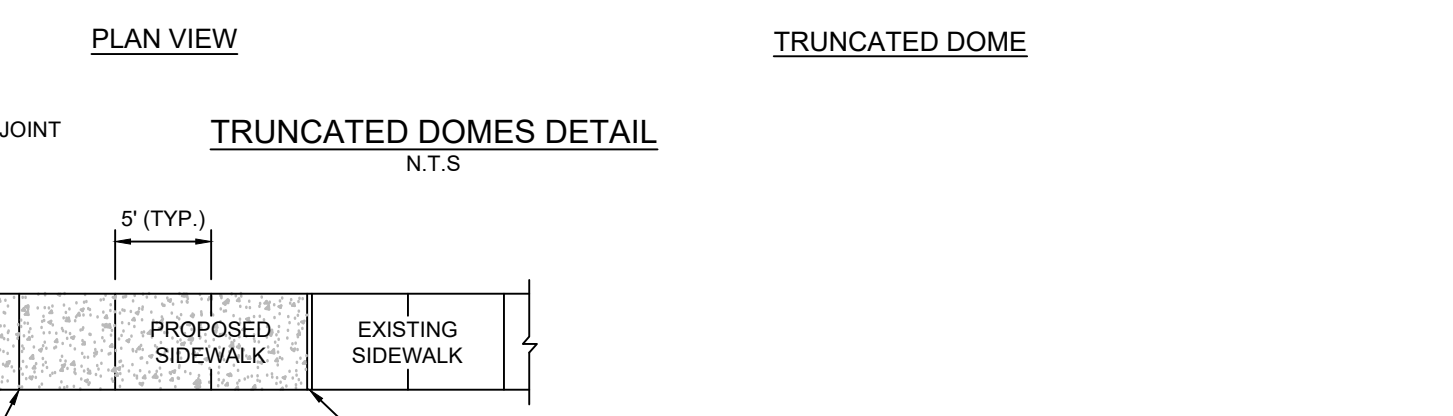 PLAN VIEW
TRUNCATED DOME
JOINT
TRUNCATED DOMES DETAIL
N.T.S
5' (TYP.)
PROPOSED
SIDEWALK
EXISTING
SIDEWALK